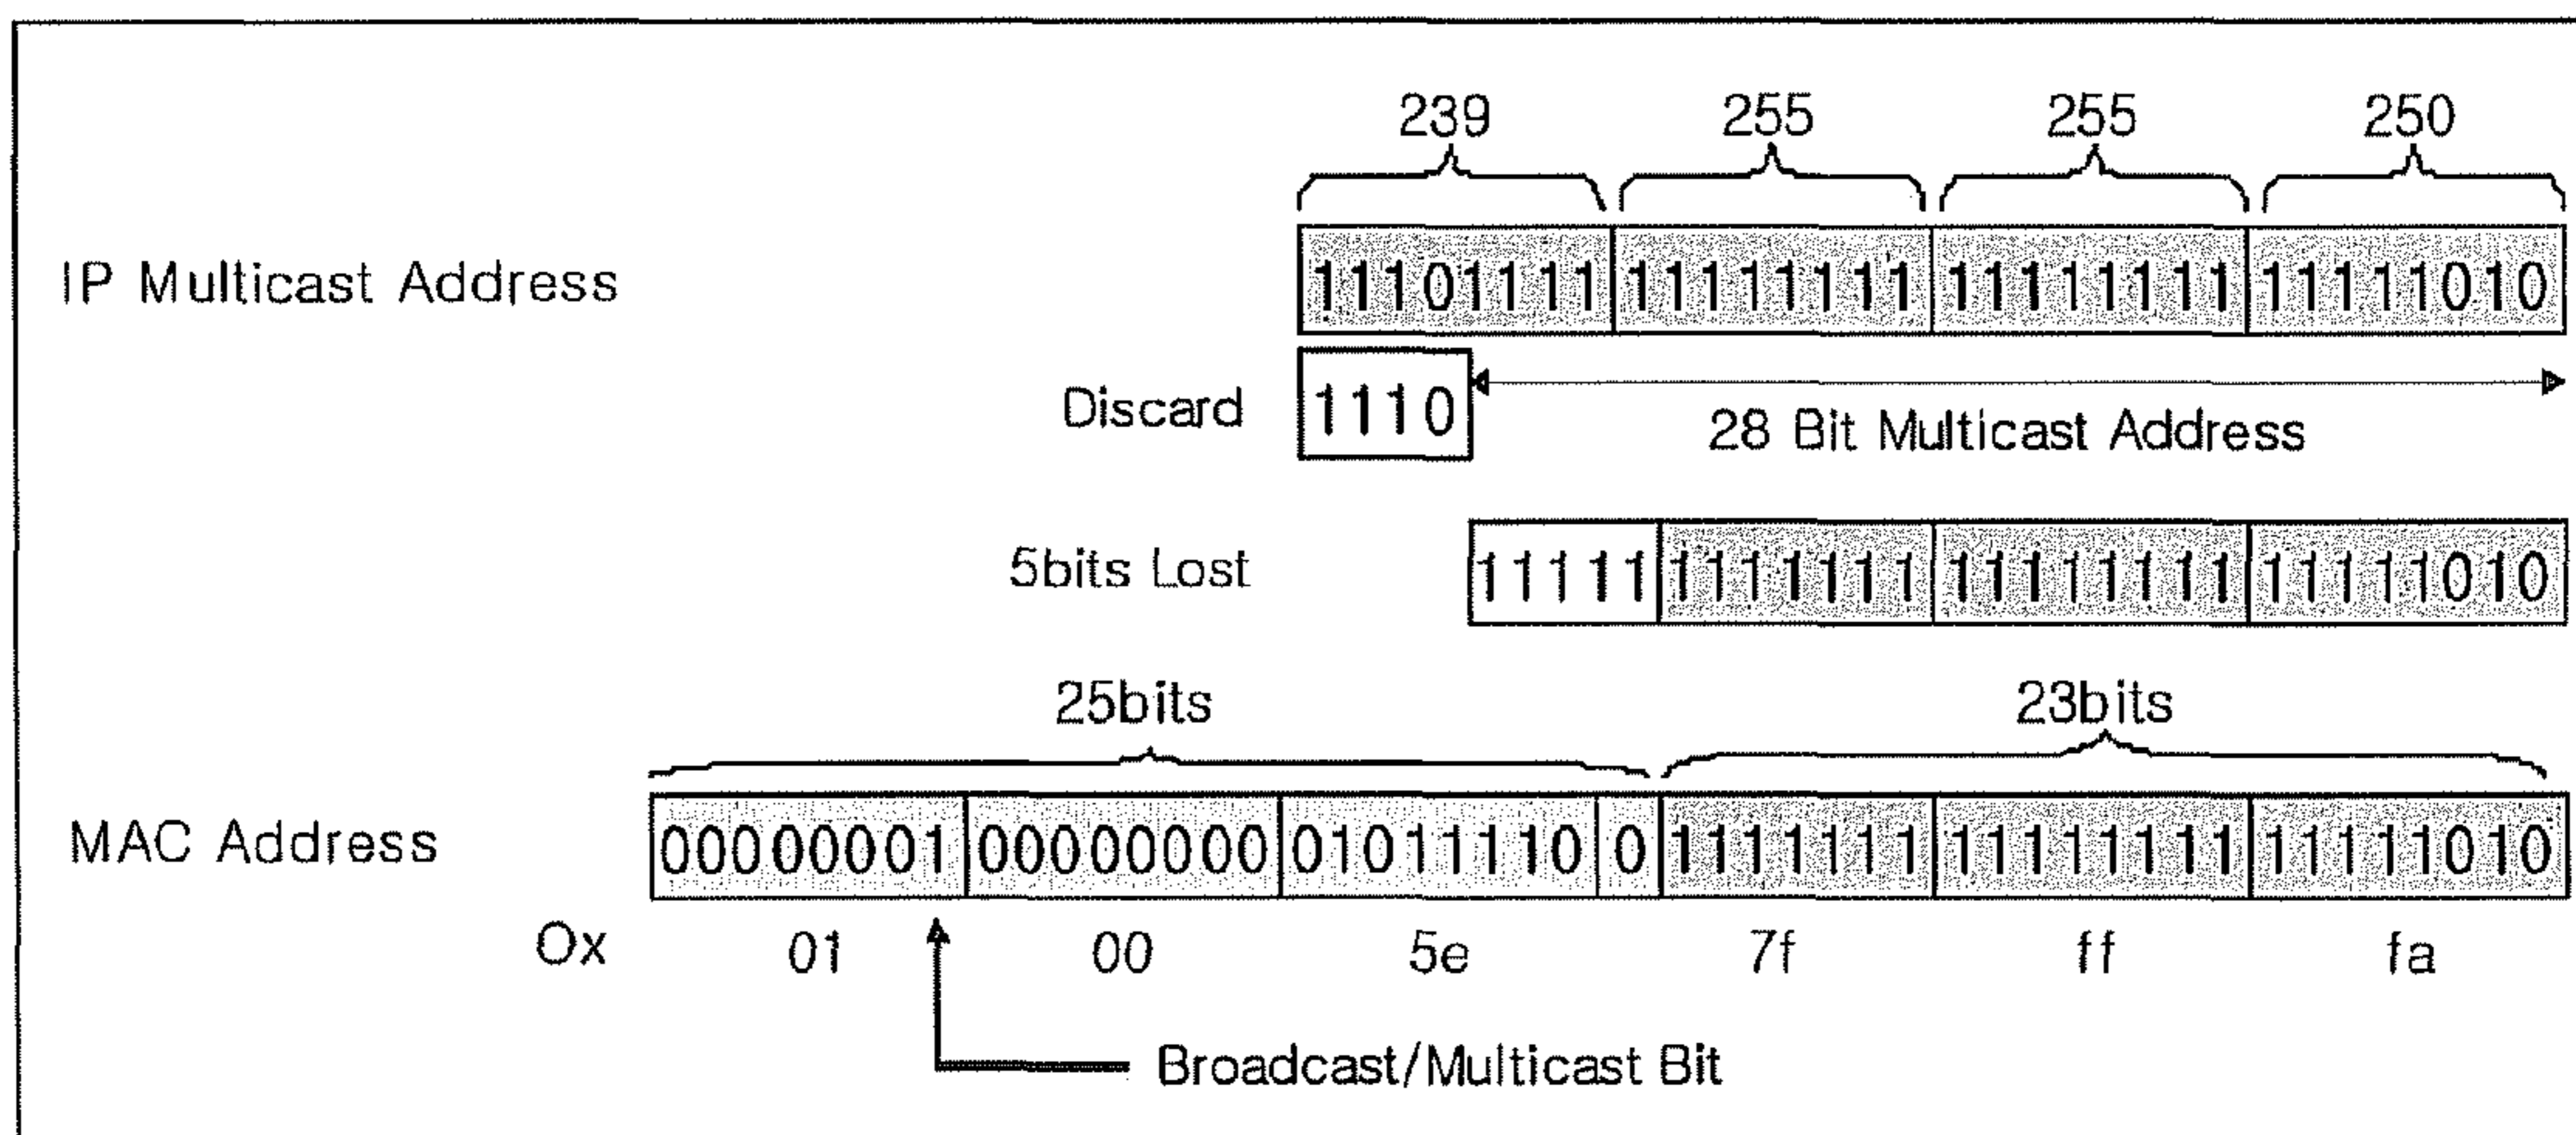 239 255 255 250
IP Multicast Address 11101111 11111111 11111111 11111010
Discard 1110 28 Bit Multicast Address
5bits Lost 11111 1111111 11111111 11111010
25bits 23bits
MAC Address 00000001 00000000 01011110 0 1111111 11111111 11111010
0x 01 00 5e 7f ff fa
Broadcast/Multicast Bit